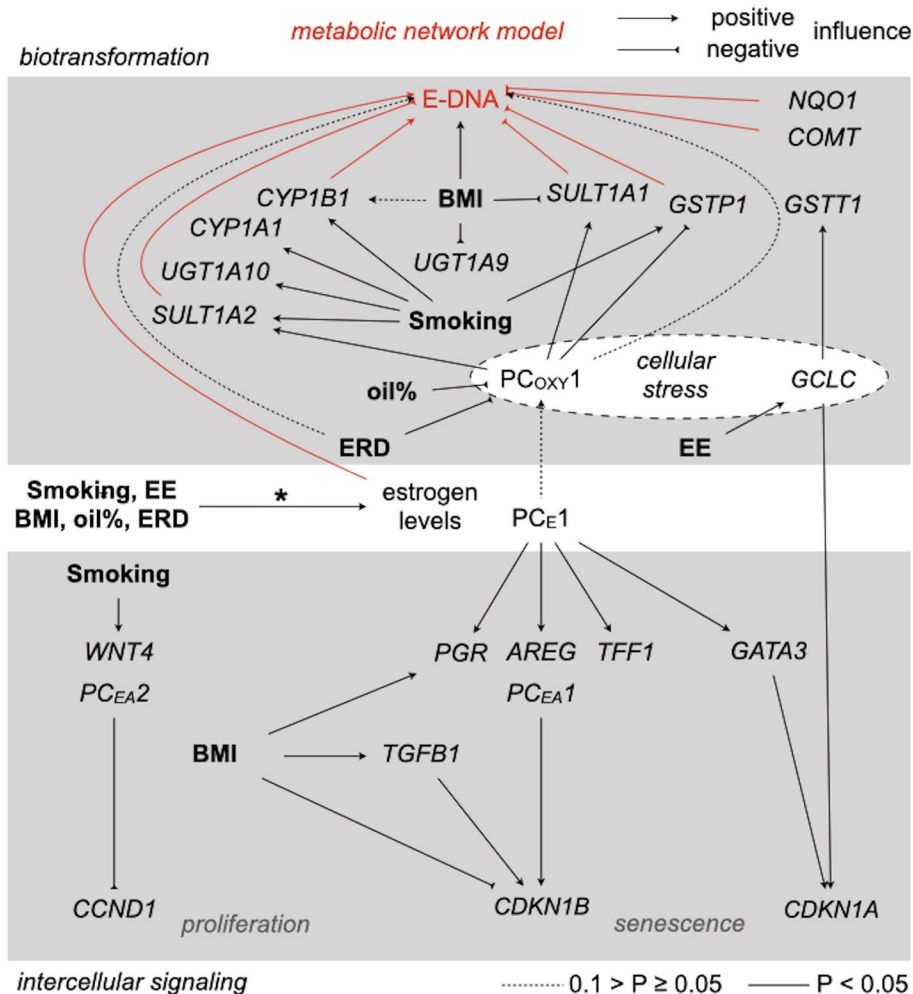 metabolic network model
positive
negative
influence
biotransformation
E-DNA
NQO1
COMT
CYP1B1
BMI
SULT1A1
GSTP1
GSTT1
CYP1A1
UGT1A9
UGT1A10
SULT1A2
Smoking
cellular
stress
PCOXY1
GCLC
oil%
ERD
EE
Smoking, EE
BMI, oil%, ERD
*
estrogen
levels
PCE1
Smoking
WNT4
PCEA2
PGR
AREG
TFF1
GATA3
PCEA1
BMI
TGFB1
CCND1
proliferation
CDKN1B
senescence
CDKN1A
intercellular signaling
0.1 > P ≥ 0.05
P < 0.05